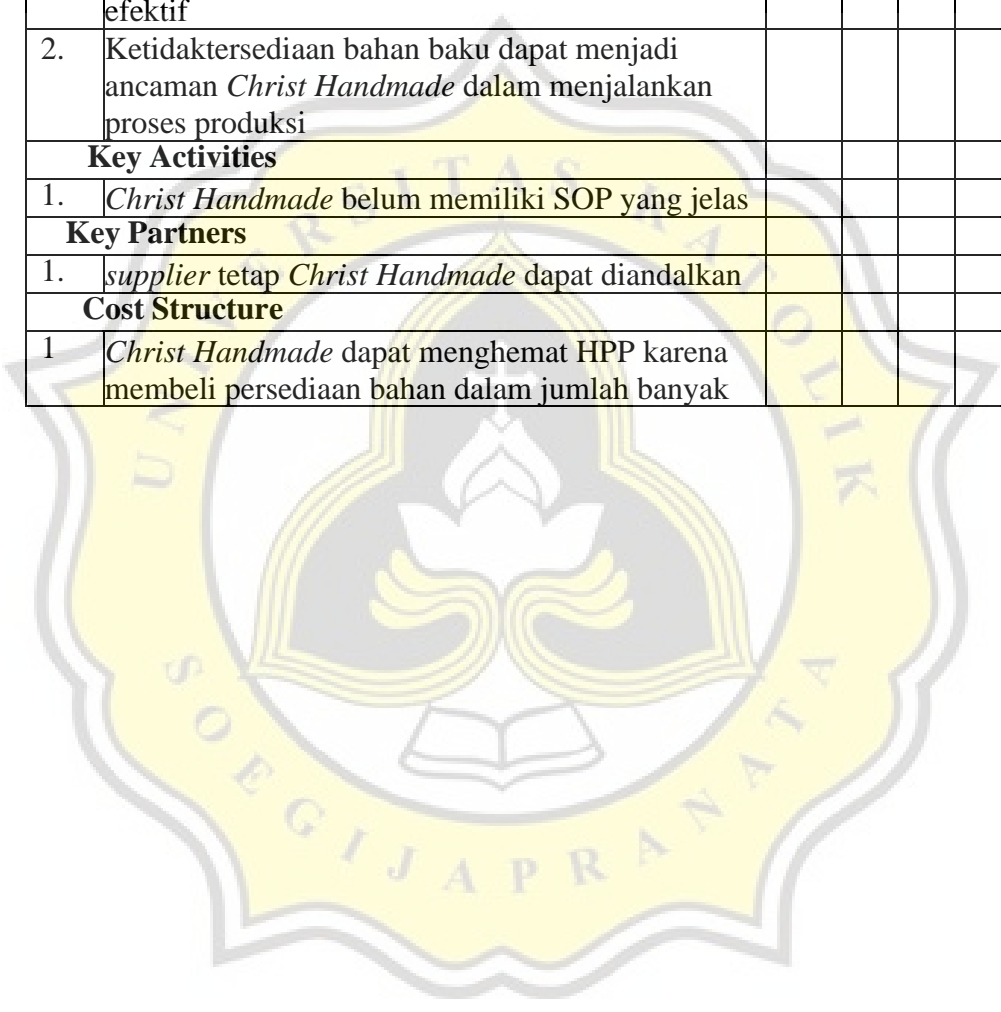 efektif
2. Ketidaktersediaan bahan baku dapat menjadi
ancaman Christ Handmade dalam menjalankan
proses produksi
Key Activities
1. Christ Handmade belum memiliki SOP yang jelas
Key Partners
1. supplier tetap Christ Handmade dapat diandalkan
Cost Structure
1 Christ Handmade dapat menghemat HPP karena
membeli persediaan bahan dalam jumlah banyak
UNIVERSITAS KATOLIK
SOEGIJAPRANATA